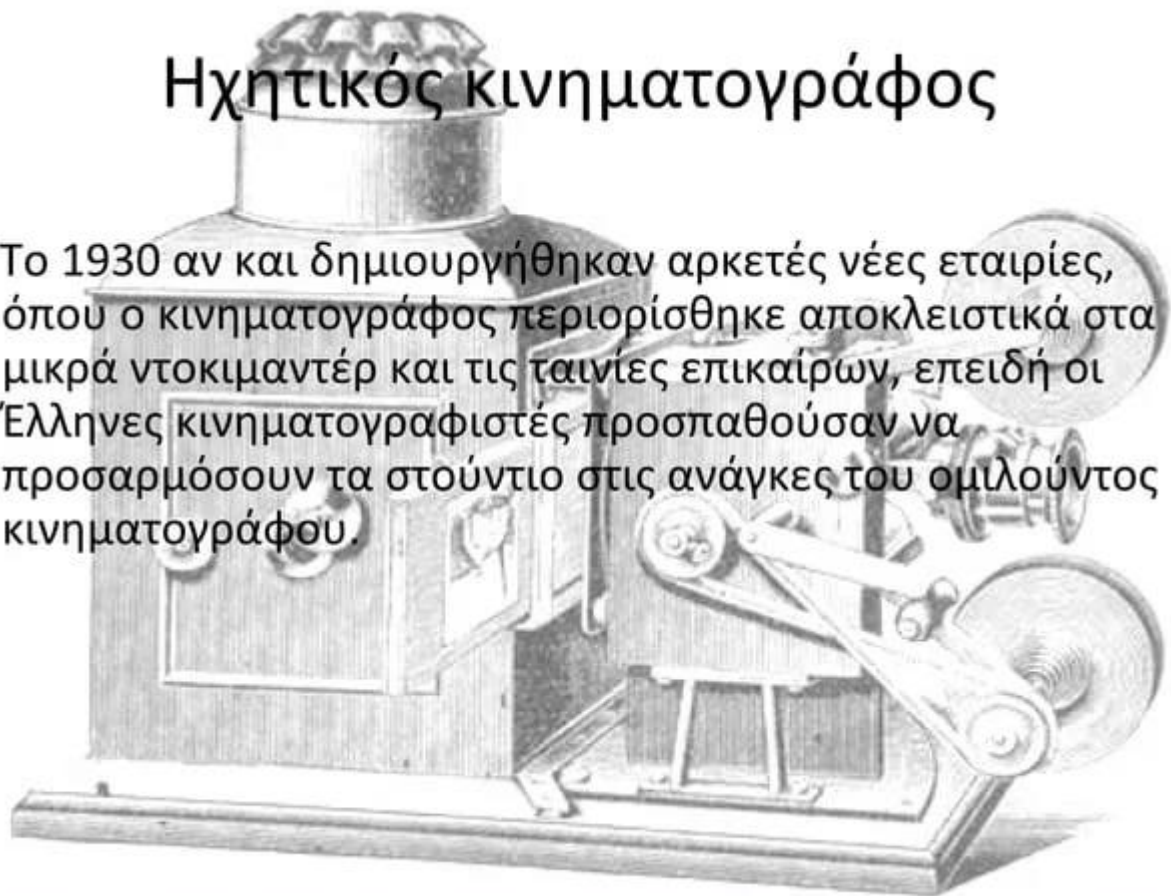 Ηχητικός κινηματογράφος
Το 1930 αν και δημιουργήθηκαν αρκετές νέες εταιρίες,
όπου ο κινηματογράφος περιορίσθηκε αποκλειστικά στα
μικρά ντοκιμαντέρ και τις ταινίες επικαίρων, επειδή οι
Έλληνες κινηματογραφιστές προσπαθούσαν να
προσαρμόσουν τα στούντιο στις ανάγκες του ομιλούντος
κινηματογράφου.